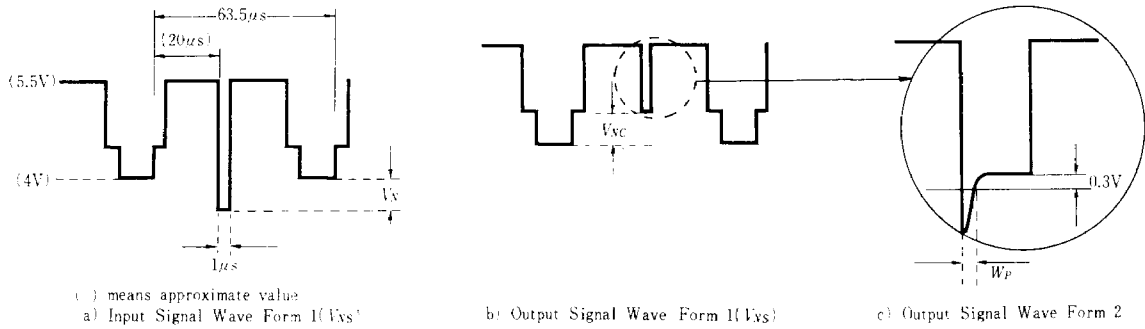 63.5μs
(20μs)
(5.5V)
(4V)
VN
1μs
VNC
0.3V
WP
( ) means approximate value
a) Input Signal Wave Form 1(VNS)
b) Output Signal Wave Form 1(VNS)
c) Output Signal Wave Form 2